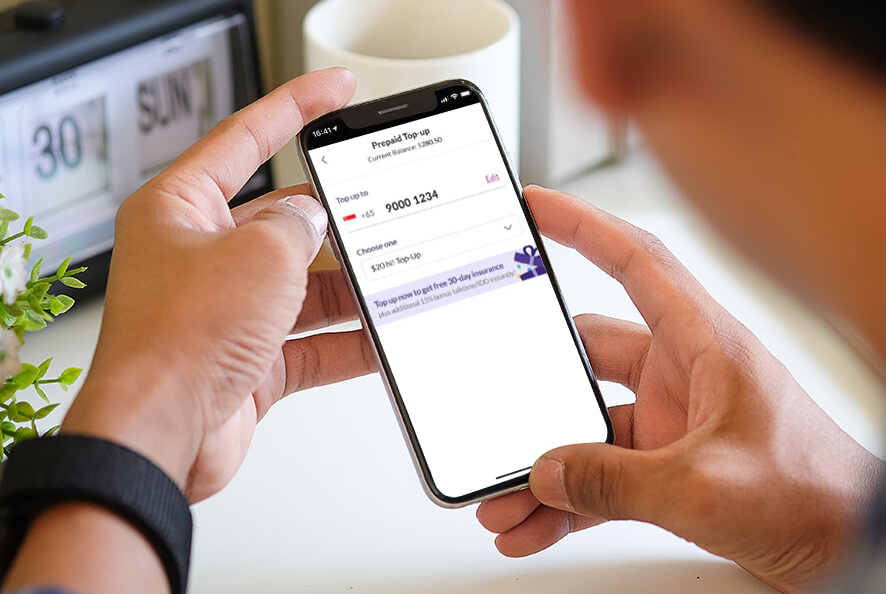 30 SUN
16:41
Prepaid Top-up
Current Balance: $280.50
Top up to
+65 9000 1234 Edit
Choose one
$20 hi! Top-Up
Top up now to get free 30-day insurance
plus additional 15% bonus talktime/IDD instantly!